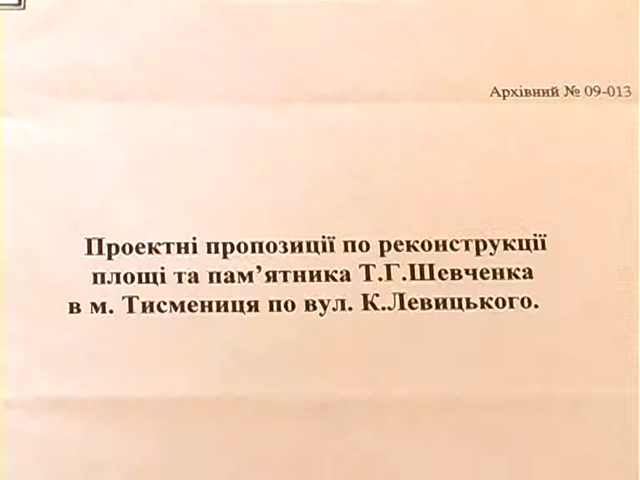 Архівний № 09-013
Проектні пропозиції по реконструкції
площі та пам’ятника Т.Г.Шевченка
в м. Тисмениця по вул. К.Левицького.